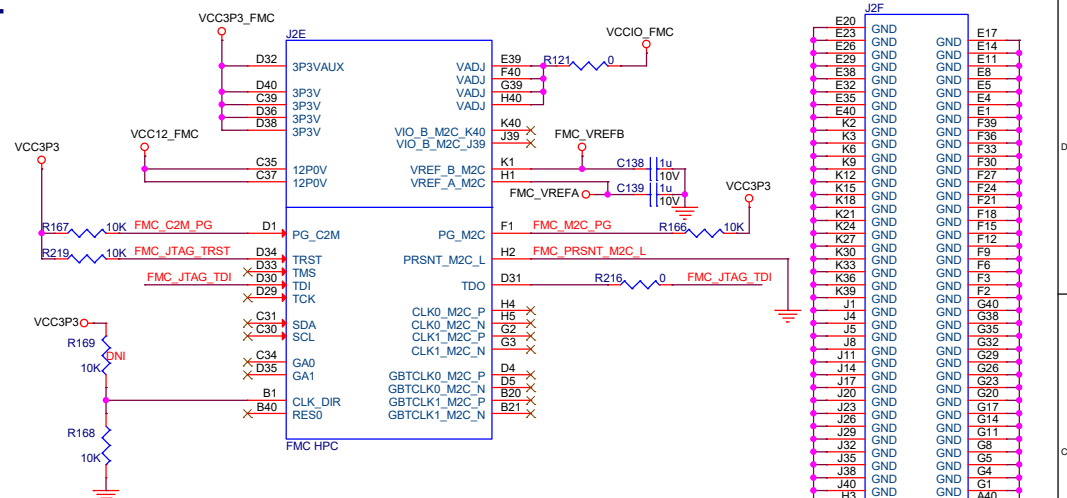 VCC3P3_FMC
J2E
D32 3P3VAUX
D40 3P3V
C39 3P3V
D36 3P3V
D38 3P3V
VCC12_FMC
C35 12P0V
C37 12P0V
VCC3P3
R167 10K FMC_C2M_PG D1 PG_C2M
R219 10K FMC_JTAG_TRST D34 TRST
D33 TMS
FMC_JTAG_TDI D30 TDI
D29 TCK
C31 SDA
C30 SCL
C34 GA0
D35 GA1
B1 CLK_DIR
B40 RES0
VCC3P3
R169
DNI
10K
R168
10K
FMC HPC
VADJ E39 R121 0 VCCIO_FMC
VADJ F40
VADJ G39
VADJ H40
VIO_B_M2C_K40 K40
VIO_B_M2C_J39 J39
FMC_VREFB
VREF_B_M2C K1 C138 1u 10V
VREF_A_M2C H1 FMC_VREFA C139 1u 10V
VCC3P3
PG_M2C F1 FMC_M2C_PG R166 10K
PRSNT_M2C_L H2 FMC_PRSNT_M2C_L
TDO D31 R216 0 FMC_JTAG_TDI
CLK0_M2C_P H4
CLK0_M2C_N H5
CLK1_M2C_P G2
CLK1_M2C_N G3
GBTCLK0_M2C_P D4
GBTCLK0_M2C_N D5
GBTCLK1_M2C_P B20
GBTCLK1_M2C_N B21
J2F
E20 GND
E23 GND GND E17
E26 GND GND E14
E29 GND GND E11
E38 GND GND E8
E32 GND GND E5
E35 GND GND E4
E40 GND GND E1
K2 GND GND F39
K3 GND GND F36
K6 GND GND F33
K9 GND GND F30
K12 GND GND F27
K15 GND GND F24
K18 GND GND F21
K21 GND GND F18
K24 GND GND F15
K27 GND GND F12
K30 GND GND F9
K33 GND GND F6
K36 GND GND F3
K39 GND GND F2
J1 GND GND G40
J4 GND GND G38
J5 GND GND G35
J8 GND GND G32
J11 GND GND G29
J14 GND GND G26
J17 GND GND G23
J20 GND GND G20
J23 GND GND G17
J26 GND GND G14
J29 GND GND G11
J32 GND GND G8
J35 GND GND G5
J38 GND GND G4
J40 GND GND G1
H3 A40
D
C